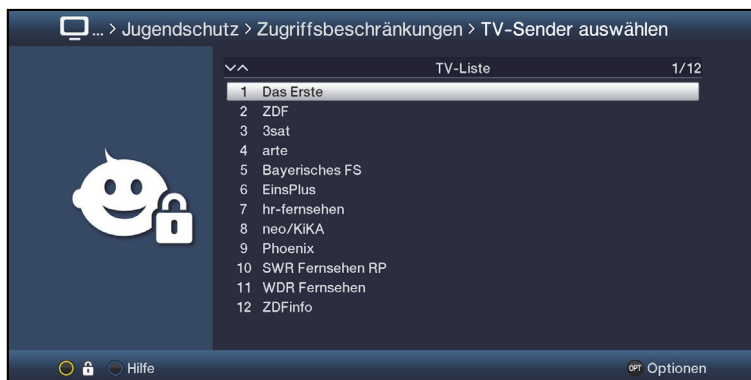 ... > Jugendschutz > Zugriffsbeschränkungen > TV-Sender auswählen
TV-Liste 1/12
1 Das Erste
2 ZDF
3 3sat
4 arte
5 Bayerisches FS
6 EinsPlus
7 hr-fernsehen
8 neo/KiKA
9 Phoenix
10 SWR Fernsehen RP
11 WDR Fernsehen
12 ZDFinfo
Hilfe OPT Optionen